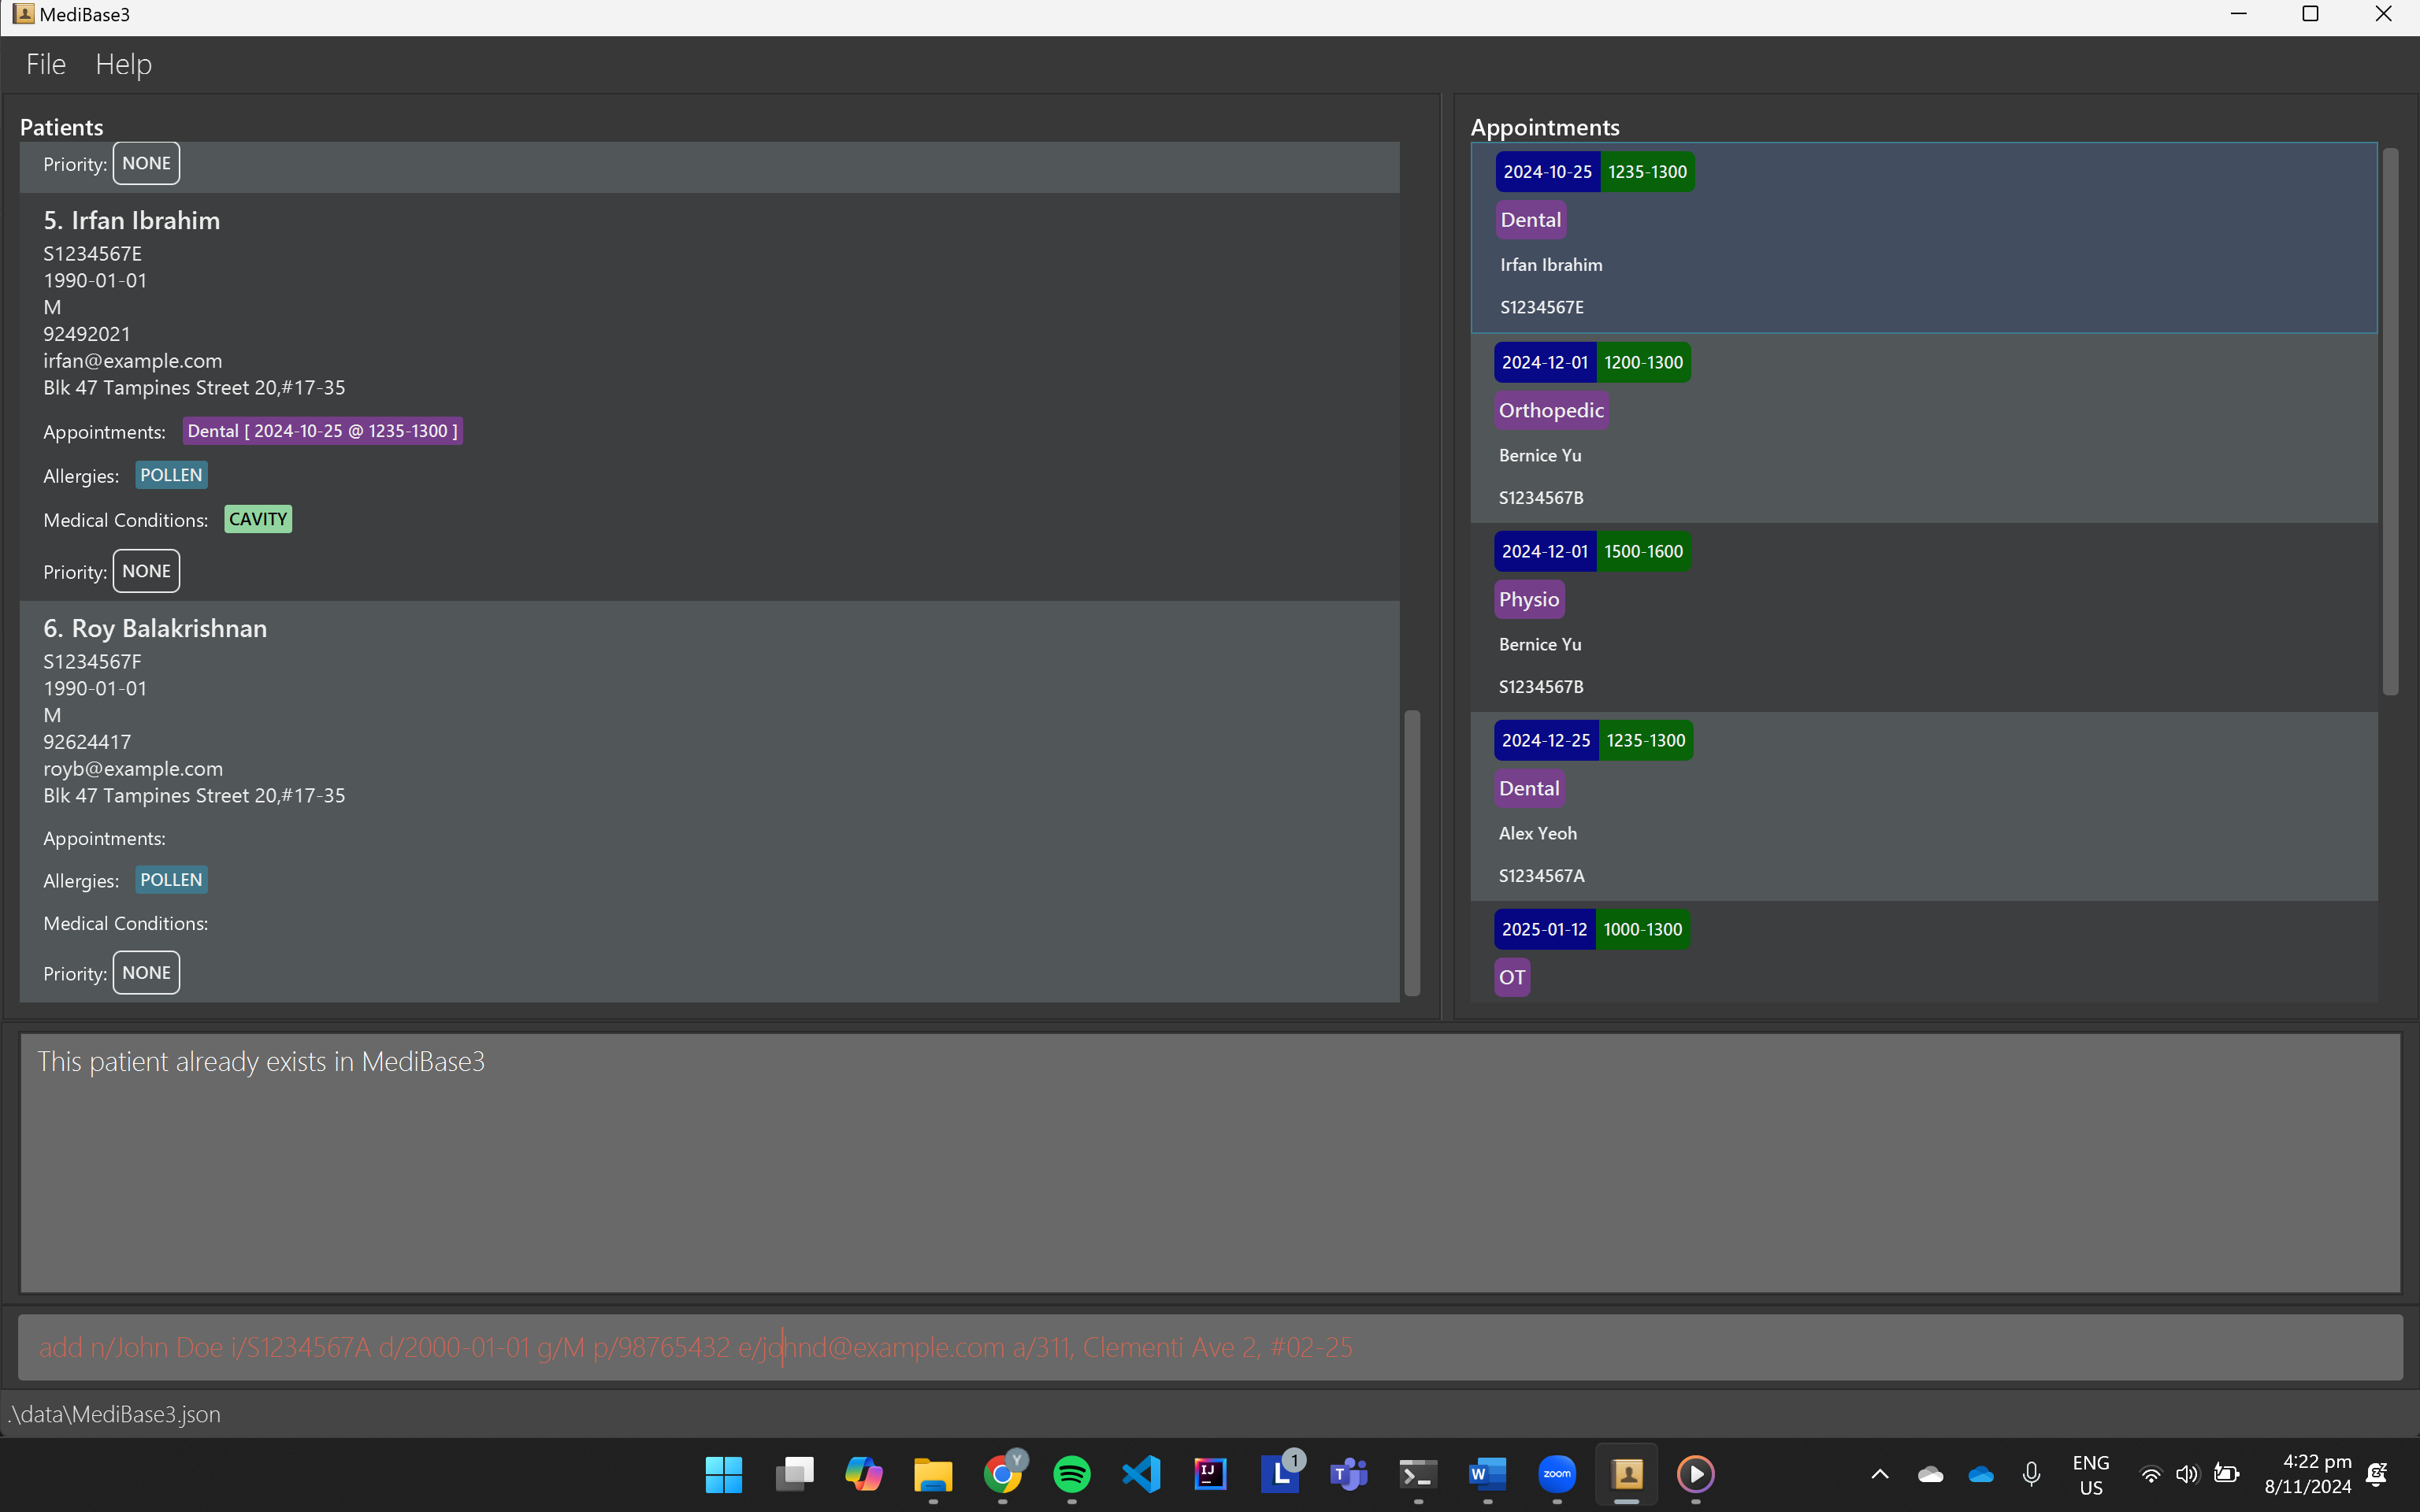 MediBase3
File Help
Patients
Priority: NONE
5. Irfan Ibrahim
S1234567E
1990-01-01
M
92492021
irfan@example.com
Blk 47 Tampines Street 20,#17-35
Appointments: Dental [ 2024-10-25 @ 1235-1300 ]
Allergies: POLLEN
Medical Conditions: CAVITY
Priority: NONE
6. Roy Balakrishnan
S1234567F
1990-01-01
M
92624417
royb@example.com
Blk 47 Tampines Street 20,#17-35
Appointments:
Allergies: POLLEN
Medical Conditions:
Priority: NONE
Appointments
2024-10-25 1235-1300
Dental
Irfan Ibrahim
S1234567E
2024-12-01 1200-1300
Orthopedic
Bernice Yu
S1234567B
2024-12-01 1500-1600
Physio
Bernice Yu
S1234567B
2024-12-25 1235-1300
Dental
Alex Yeoh
S1234567A
2025-01-12 1000-1300
OT
This patient already exists in MediBase3
add n/John Doe i/S1234567A d/2000-01-01 g/M p/98765432 e/johnd@example.com a/311, Clementi Ave 2, #02-25
.\data\MediBase3.json
Y
IJ
L
1
T
W
zoom
ENG
US
4:22 pm
8/11/2024